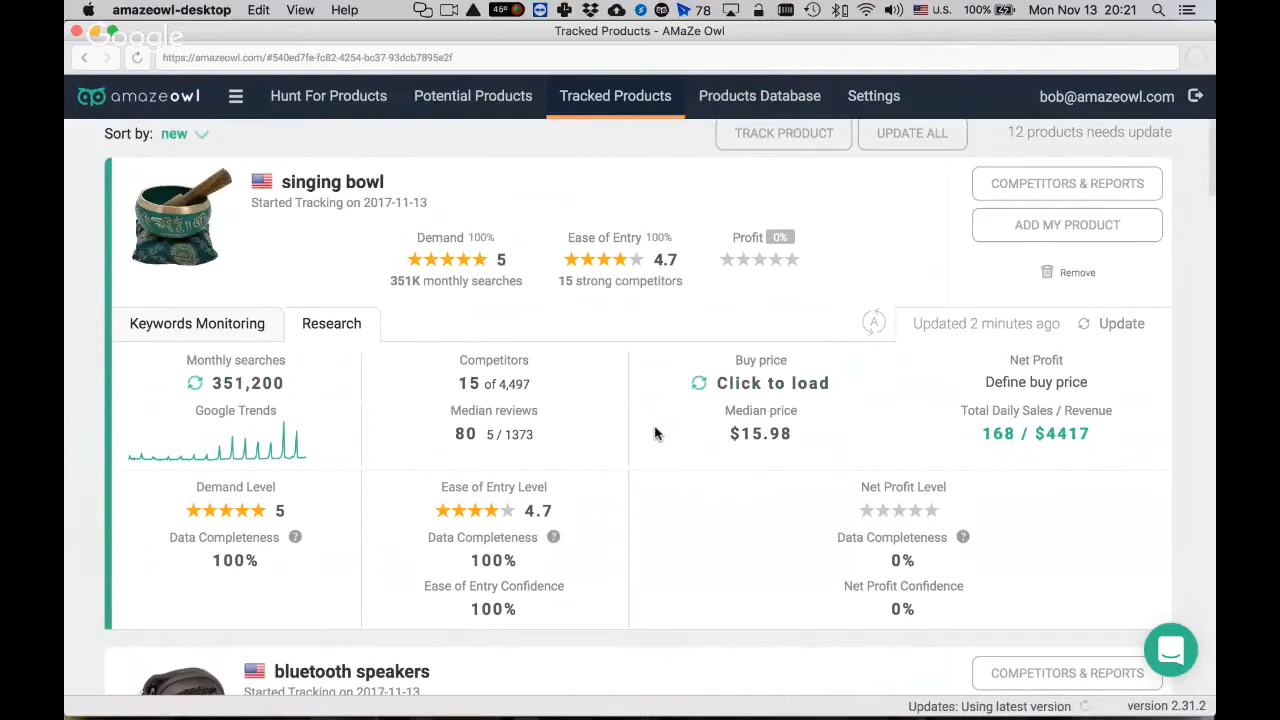 amazeowl-desktop Edit View Help 45° 78 U.S. 100% Mon Nov 13 20:21
Tracked Products - AMaZe Owl
Google
https://amazeowl.com/#540ed7fe-fc82-4254-bc37-93dcb7895e2f
amazeowl Hunt For Products Potential Products Tracked Products Products Database Settings bob@amazeowl.com
Sort by: new TRACK PRODUCT UPDATE ALL 12 products needs update
singing bowl COMPETITORS & REPORTS
Started Tracking on 2017-11-13
ADD MY PRODUCT
Demand 100% Ease of Entry 100% Profit 0%
5 4.7
351K monthly searches 15 strong competitors
Remove
Keywords Monitoring Research A Updated 2 minutes ago Update
Monthly searches Competitors Buy price Net Profit
351,200 15 of 4,497 Click to load Define buy price
Google Trends Median reviews Median price Total Daily Sales / Revenue
80 5 / 1373 $15.98 168 / $4417
Demand Level Ease of Entry Level Net Profit Level
5 4.7
Data Completeness ? Data Completeness ? Data Completeness ?
100% 100% 0%
Ease of Entry Confidence Net Profit Confidence
100% 0%
bluetooth speakers COMPETITORS & REPORTS
Started Tracking on 2017-11-13
Updates: Using latest version version 2.31.2